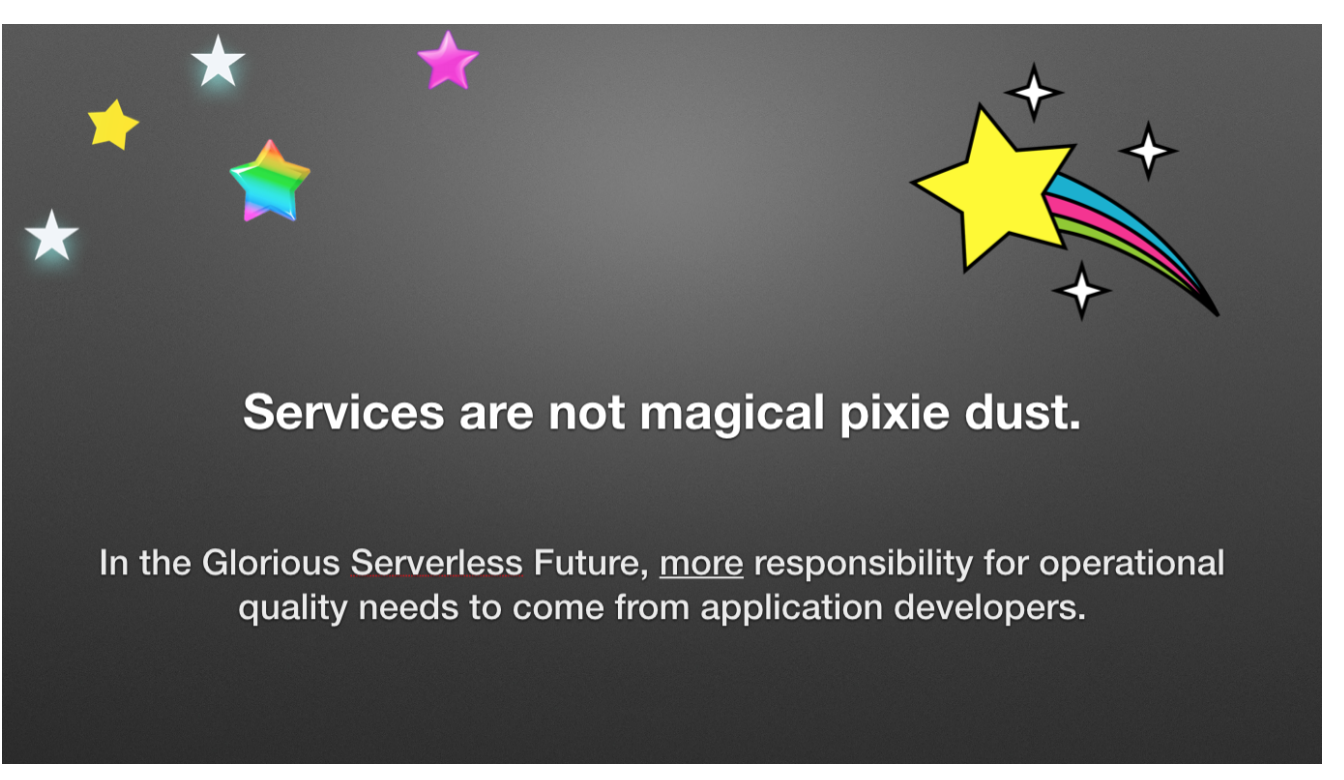 Services are not magical pixie dust.
In the Glorious Serverless Future, more responsibility for operational
quality needs to come from application developers.